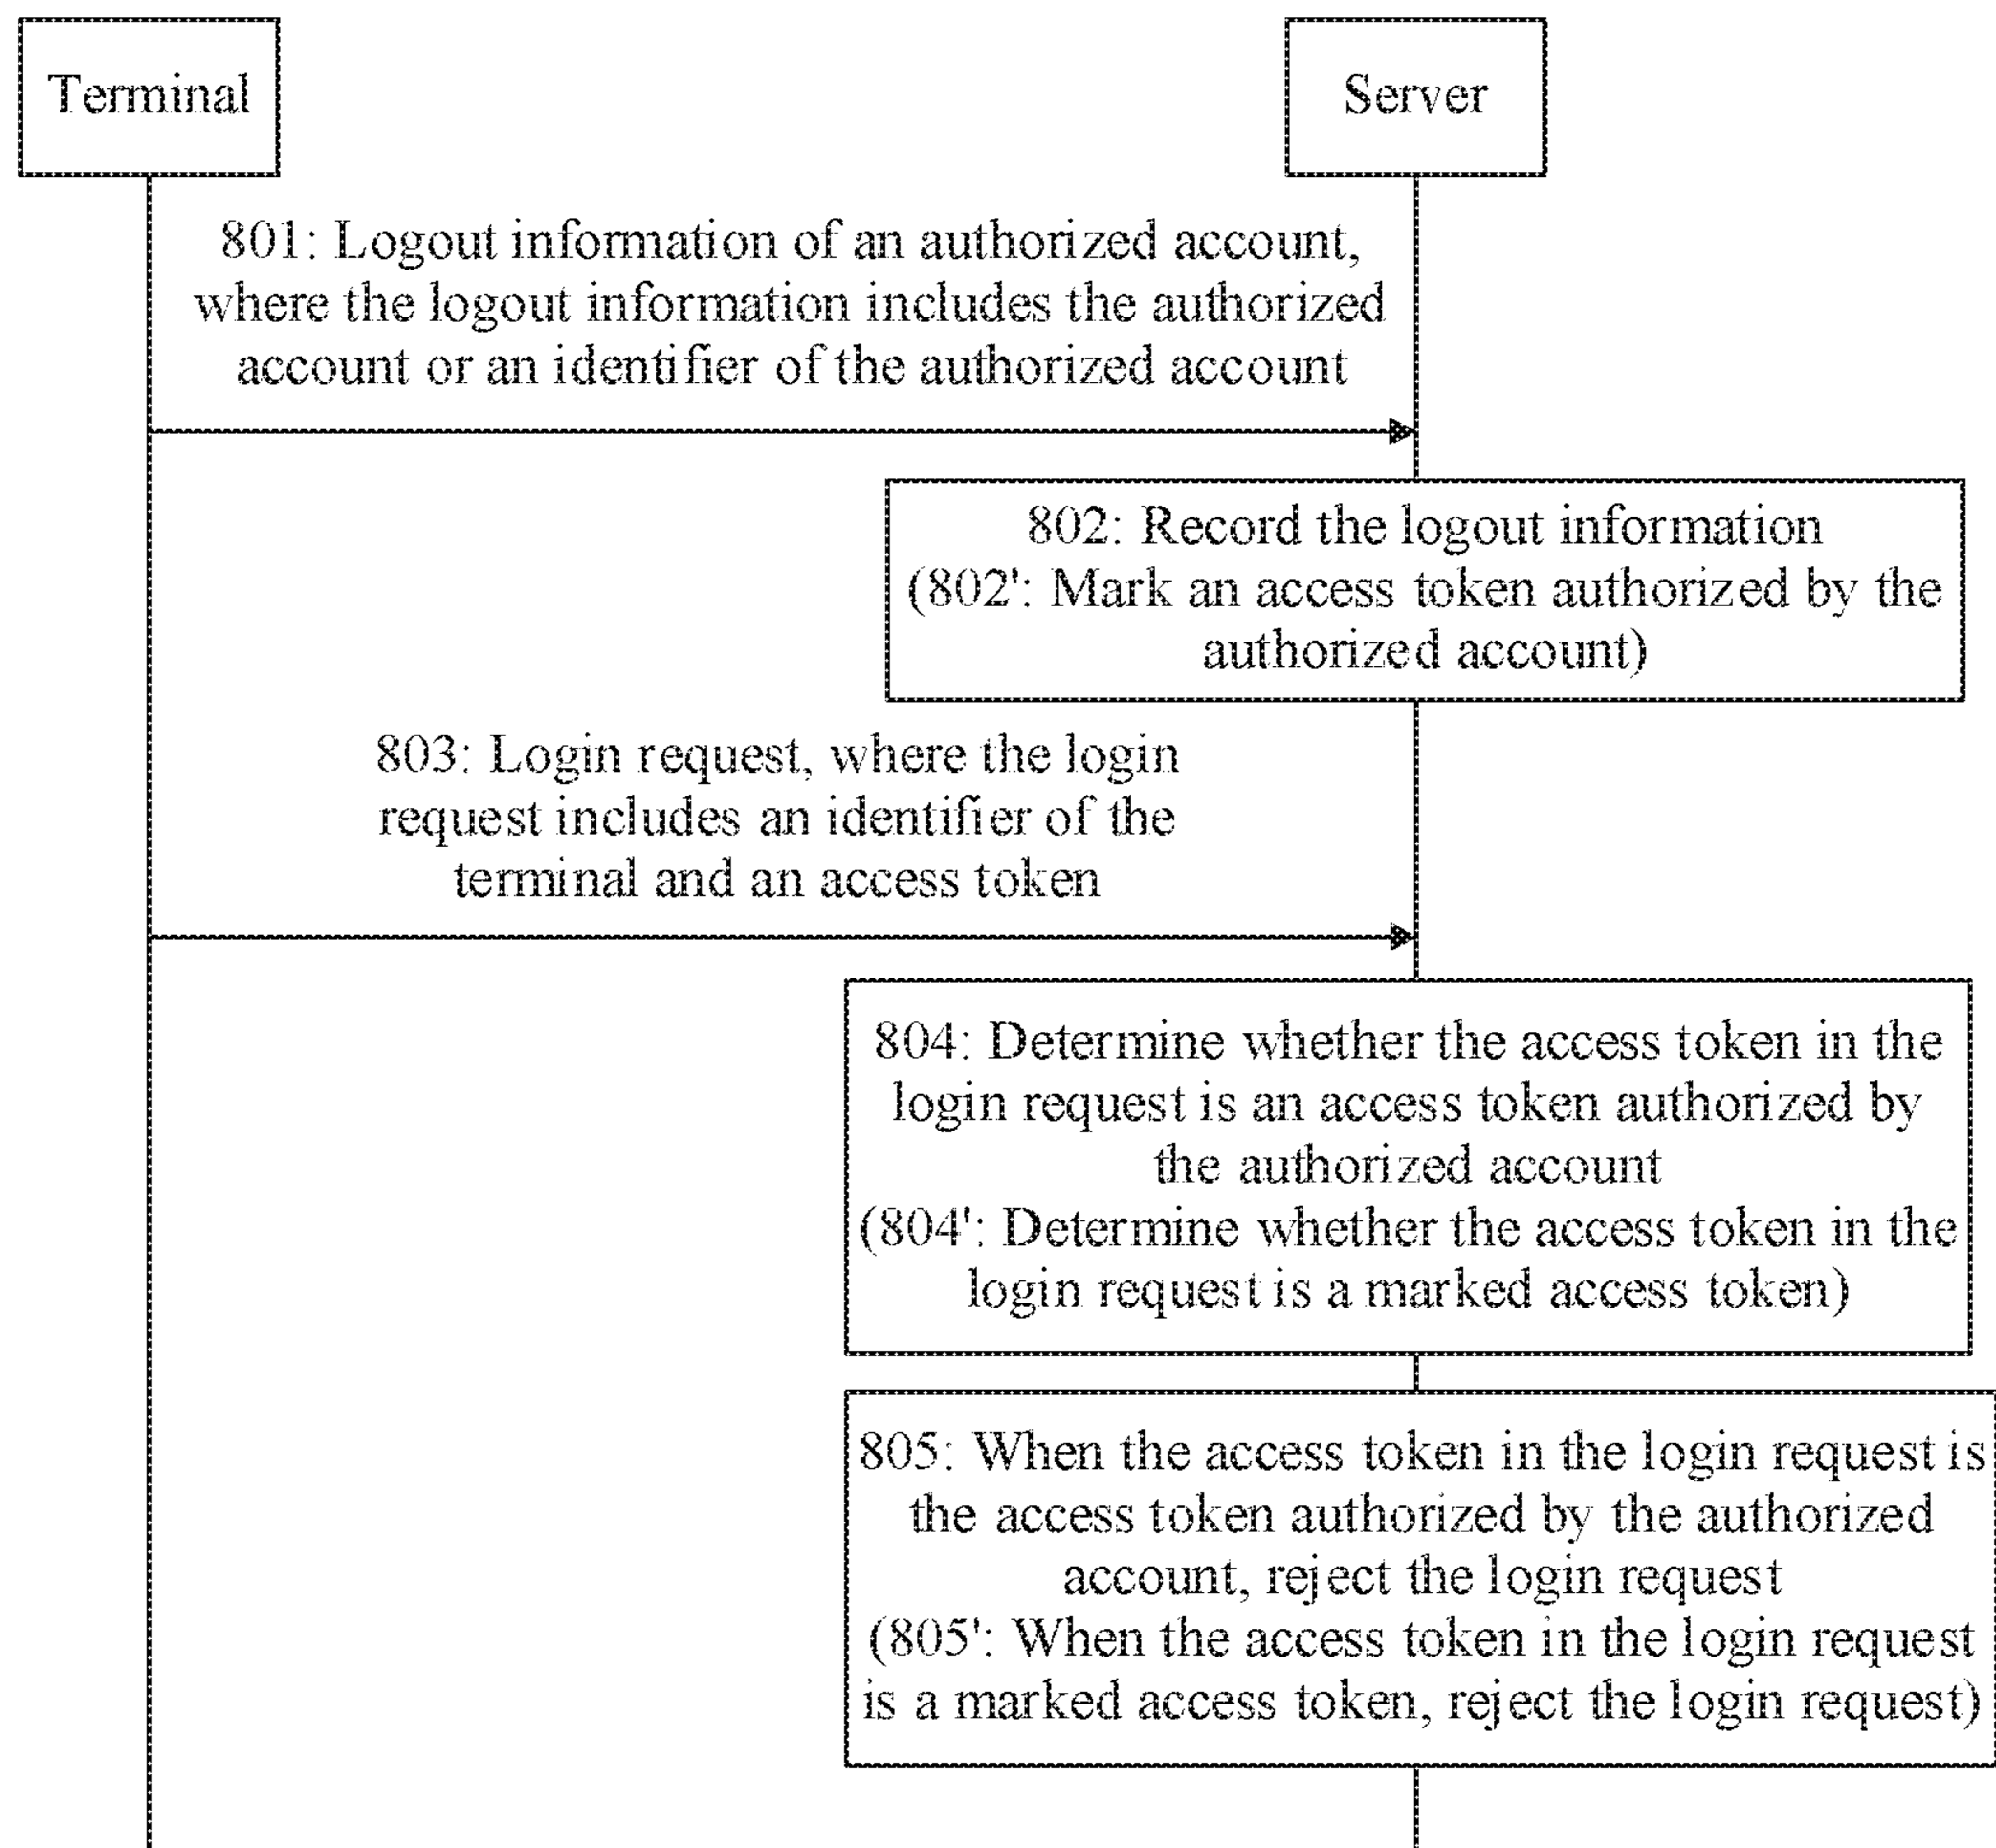 Terminal
Server
801: Logout information of an authorized account,
where the logout information includes the authorized
account or an identifier of the authorized account
802: Record the logout information
(802': Mark an access token authorized by the
authorized account)
803: Login request, where the login
request includes an identifier of the
terminal and an access token
804: Determine whether the access token in the
login request is an access token authorized by
the authorized account
(804': Determine whether the access token in the
login request is a marked access token)
805: When the access token in the login request is
the access token authorized by the authorized
account, reject the login request
(805': When the access token in the login request
is a marked access token, reject the login request)